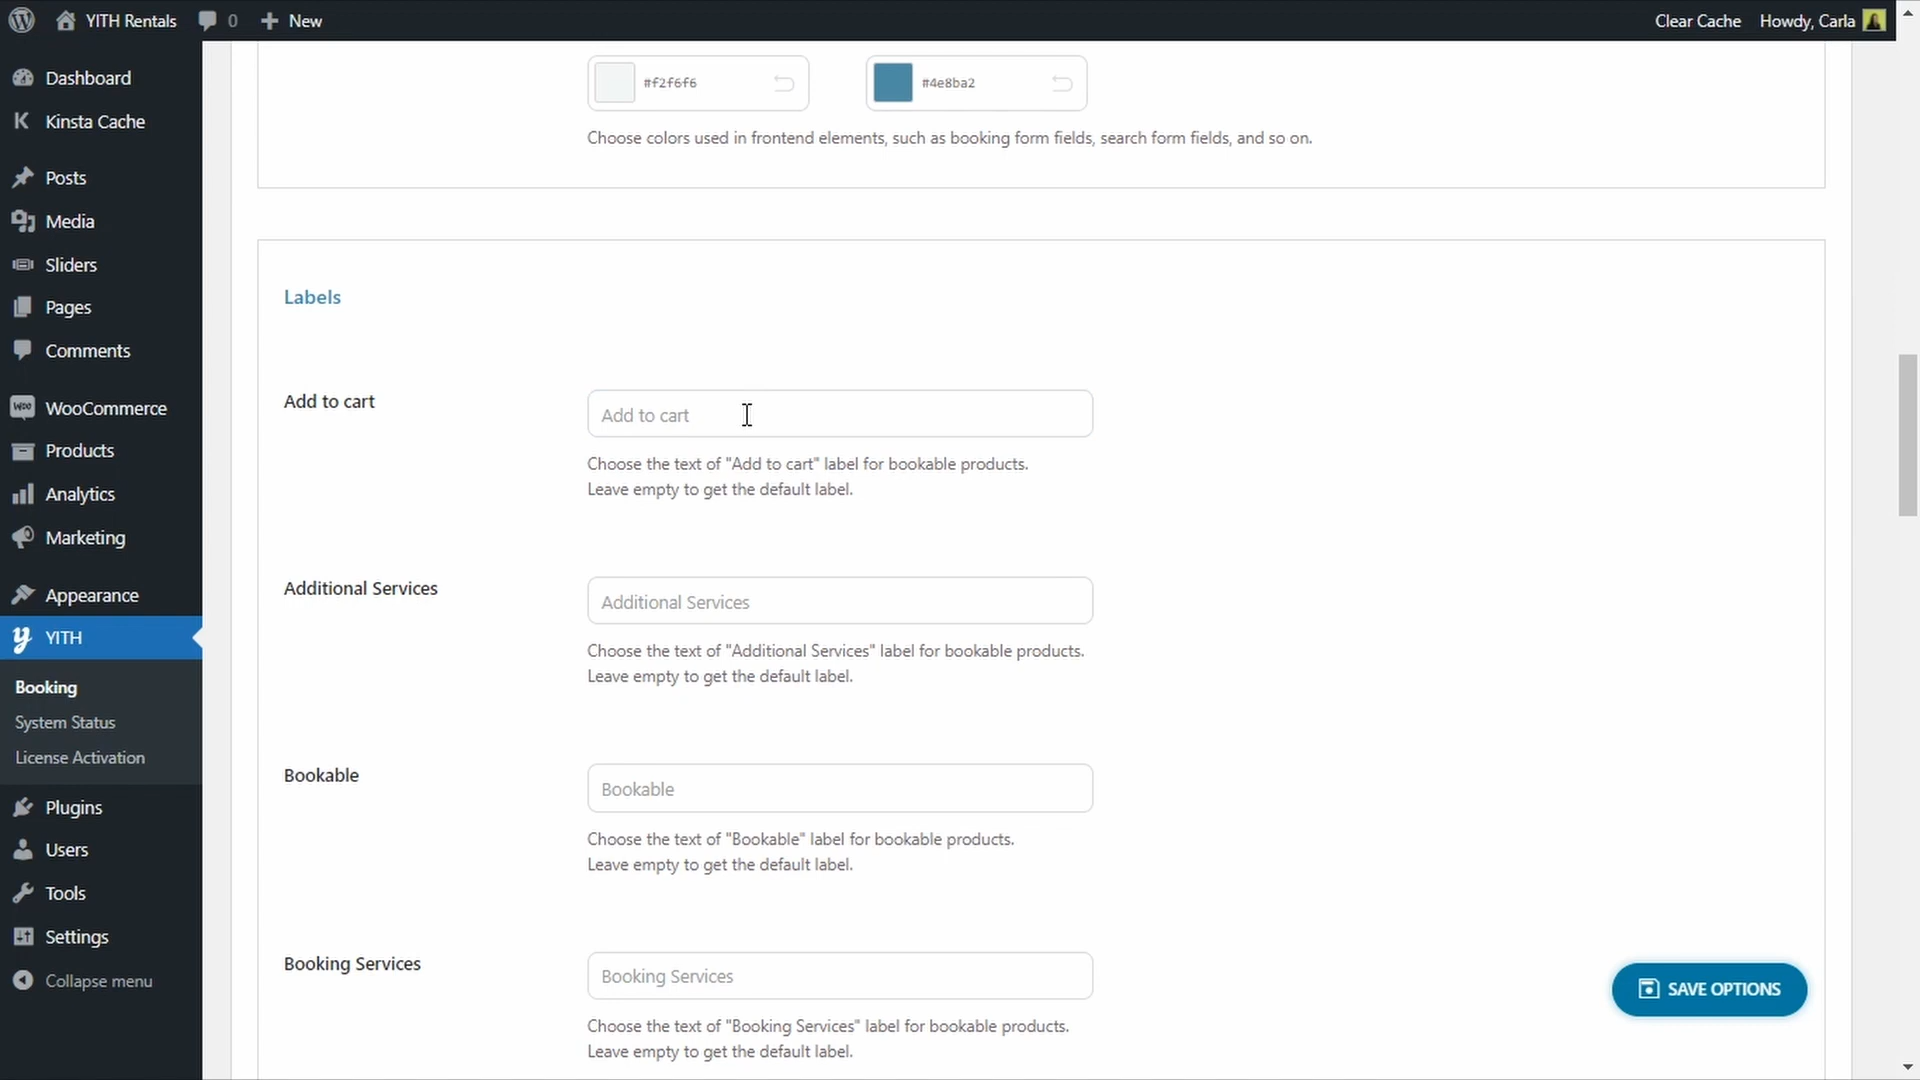 YITH Rentals
0
New
Clear Cache
Howdy, Carla
Dashboard
Kinsta Cache
Posts
Media
Sliders
Pages
Comments
WooCommerce
Products
Analytics
Marketing
Appearance
YITH
Booking
System Status
License Activation
Plugins
Users
Tools
Settings
Collapse menu
#f2f6f6
#4e8ba2
Choose colors used in frontend elements, such as booking form fields, search form fields, and so on.
Labels
Add to cart
Add to cart
Choose the text of "Add to cart" label for bookable products.
Leave empty to get the default label.
Additional Services
Additional Services
Choose the text of "Additional Services" label for bookable products.
Leave empty to get the default label.
Bookable
Bookable
Choose the text of "Bookable" label for bookable products.
Leave empty to get the default label.
Booking Services
Booking Services
Choose the text of "Booking Services" label for bookable products.
Leave empty to get the default label.
SAVE OPTIONS